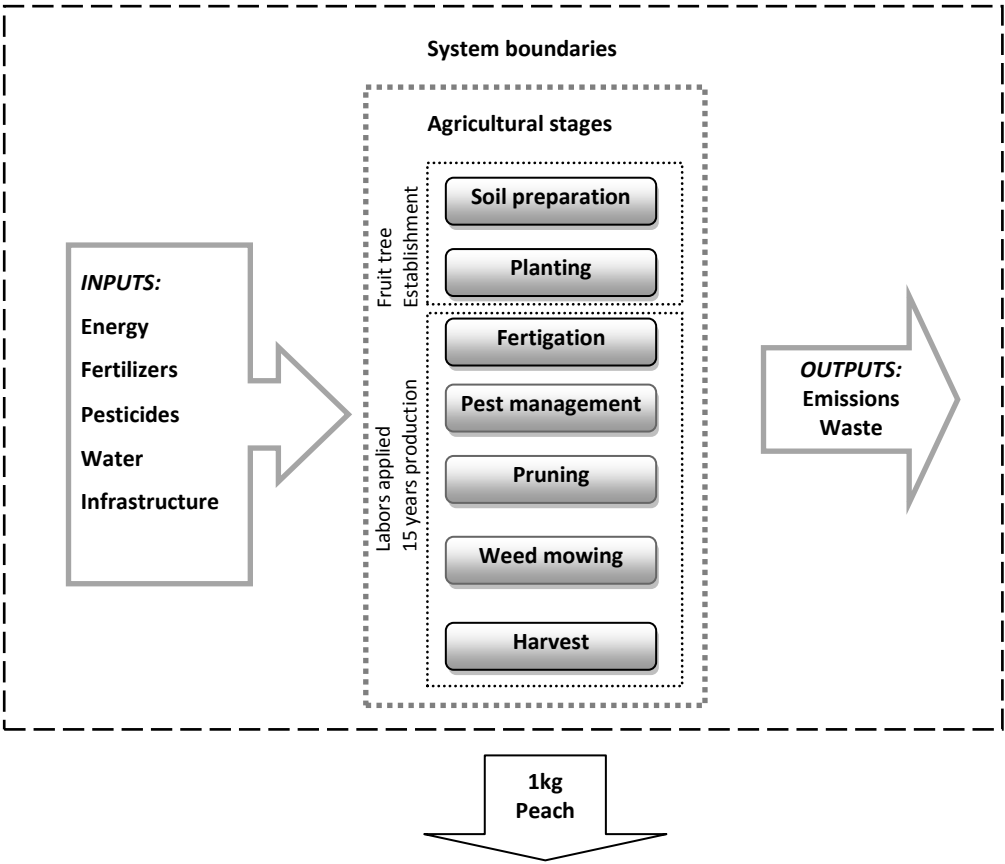 System boundaries
Agricultural stages
Fruit tree
Establishment
Soil preparation
Planting
Labors applied
15 years production
Fertigation
Pest management
Pruning
Weed mowing
Harvest
INPUTS:
Energy
Fertilizers
Pesticides
Water
Infrastructure
OUTPUTS:
Emissions
Waste
1kg
Peach